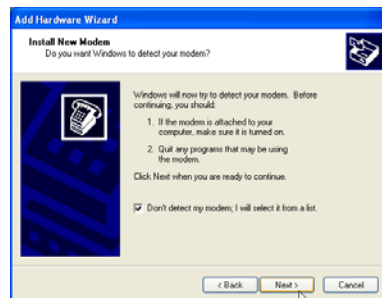 Add Hardware Wizard
Install New Modem
Do you want Windows to detect your modem?
Windows will now try to detect your modem. Before
continuing, you should:
1. If the modem is attached to your
computer, make sure it is turned on.
2. Quit any programs that may be using
the modem.
Click Next when you are ready to continue.
Don't detect my modem; I will select it from a list.
< Back Next > Cancel